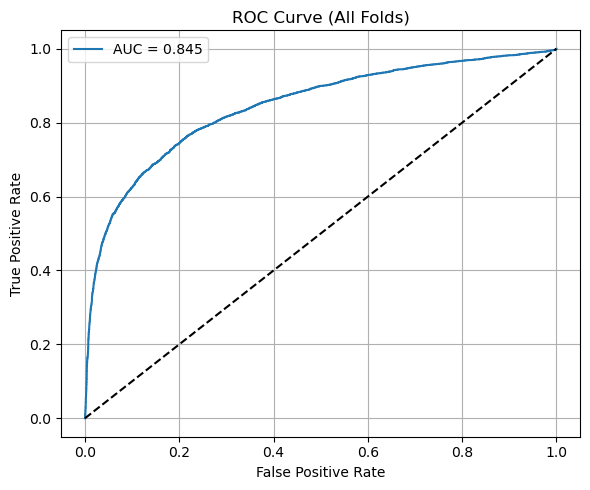 ROC Curve (All Folds)
AUC = 0.845
True Positive Rate
1.0
0.8
0.6
0.4
0.2
0.0
0.0 0.2 0.4 0.6 0.8 1.0
False Positive Rate